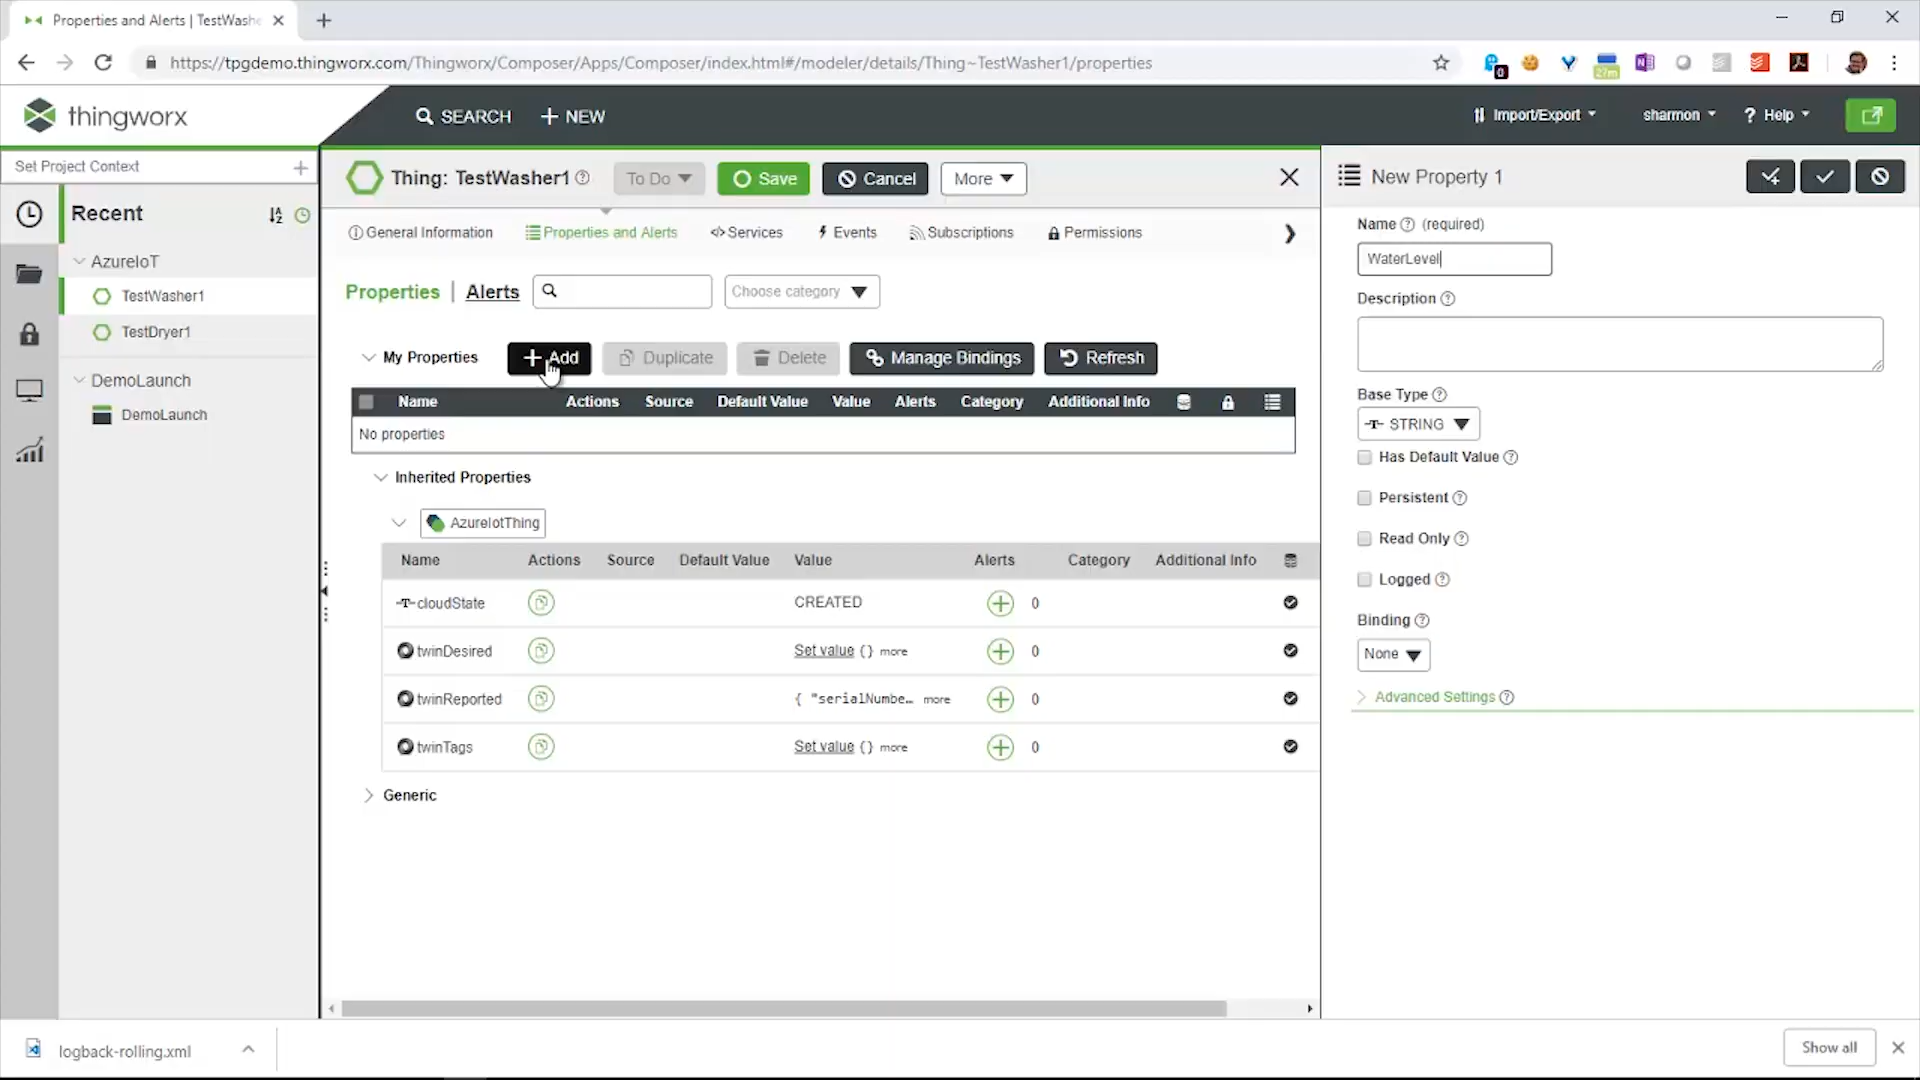 Properties and Alerts | TestWashe
https://tpgdemo.thingworx.com/Thingworx/Composer/Apps/Composer/index.html#/modeler/details/Thing~TestWasher1/properties
0
27m
thingworx
SEARCH
NEW
Import/Export
sharmon
? Help
Set Project Context
Recent
AzureIoT
TestWasher1
TestDryer1
DemoLaunch
DemoLaunch
Thing: TestWasher1
To Do
Save
Cancel
More
General Information
Properties and Alerts
Services
Events
Subscriptions
Permissions
Properties | Alerts
Choose category
My Properties
Add
Duplicate
Delete
Manage Bindings
Refresh
Name Actions Source Default Value Value Alerts Category Additional Info
No properties
Inherited Properties
AzureIotThing
Name Actions Source Default Value Value Alerts Category Additional Info
cloudState CREATED 0
twinDesired Set value {} more 0
twinReported { "serialNumbe… more 0
twinTags Set value {} more 0
Generic
New Property 1
Name (required)
WaterLevel
Description
Base Type
STRING
Has Default Value
Persistent
Read Only
Logged
Binding
None
Advanced Settings
logback-rolling.xml
Show all